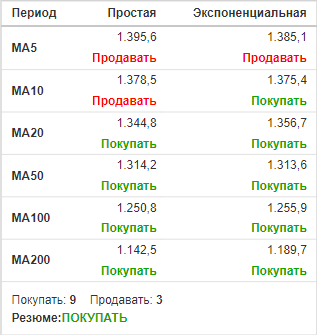 Период Простая Экспоненциальная
MA5 1.395,6 1.385,1
Продавать Продавать
MA10 1.378,5 1.375,4
Продавать Покупать
MA20 1.344,8 1.356,7
Покупать Покупать
MA50 1.314,2 1.313,6
Покупать Покупать
MA100 1.250,8 1.255,9
Покупать Покупать
MA200 1.142,5 1.189,7
Покупать Покупать
Покупать: 9 Продавать: 3
Резюме:ПОКУПАТЬ